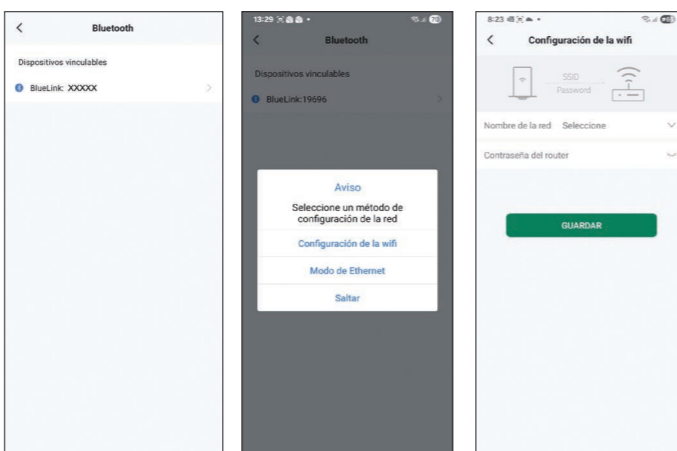 Bluetooth
Dispositivos vinculables
BlueLink: XXXXX
13:29
70
Bluetooth
Dispositivos vinculables
BlueLink:19696
Aviso
Seleccione un método de
configuración de la red
Configuración de la wifi
Modo de Ethernet
Saltar
8:23
Configuración de la wifi
SSID
Password
Nombre de la red Seleccione
Contraseña del router
GUARDAR